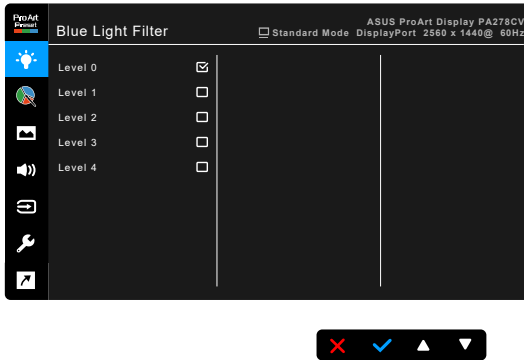 ProArt
Preset
Blue Light Filter
ASUS ProArt Display PA278CV
Standard Mode DisplayPort 2560 x 1440@ 60Hz
Level 0
Level 1
Level 2
Level 3
Level 4